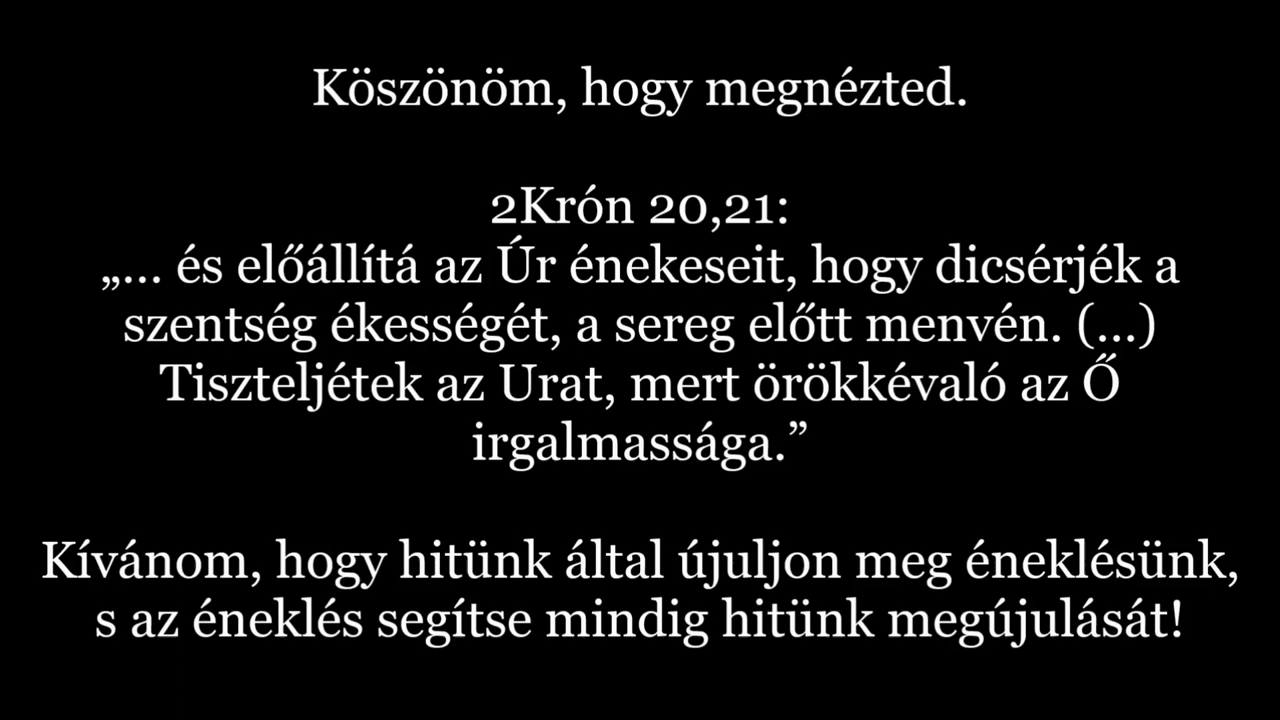 Köszönöm, hogy megnézted.
2Krón 20,21:
„... és előállítá az Úr énekeseit, hogy dicsérjék a
szentség ékességét, a sereg előtt menvén. (...)
Tiszteljétek az Urat, mert örökkévaló az Ő
irgalmassága.”
Kívánom, hogy hitünk által újuljon meg éneklésünk,
s az éneklés segítse mindig hitünk megújulását!